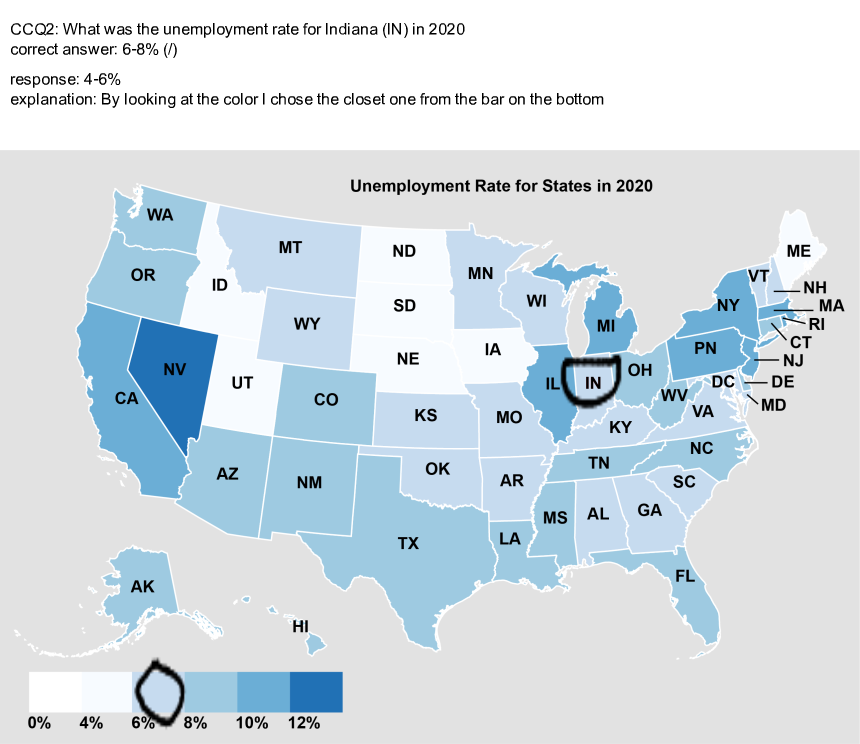 CCQ2: What was the unemployment rate for Indiana (IN) in 2020
correct answer: 6-8% (/)
response: 4-6%
explanation: By looking at the color I chose the closet one from the bar on the bottom
Unemployment Rate for States in 2020
WA
MT
ND
MN
ME
VT
OR
ID
SD
WI
NH
NY
MA
MI
RI
WY
IA
CT
NE
PN
NV
UT
NJ
CA
CO
IL
IN
OH
DC
DE
WV
MD
KS
MO
KY
VA
NC
TN
AZ
NM
OK
AR
SC
MS
AL
GA
TX
LA
FL
AK
HI
0% 4% 6% 8% 10% 12%